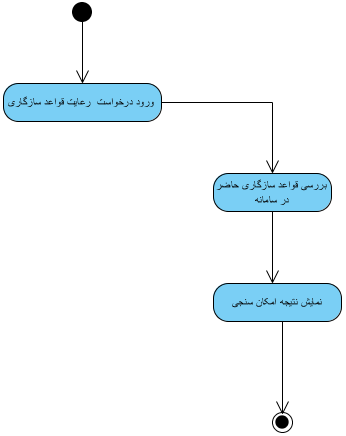 ورود درخواست رعایت قواعد سازگاری
بررسی قواعد سازگاری حاضر
در سامانه
نمایش نتیجه امکان سنجی